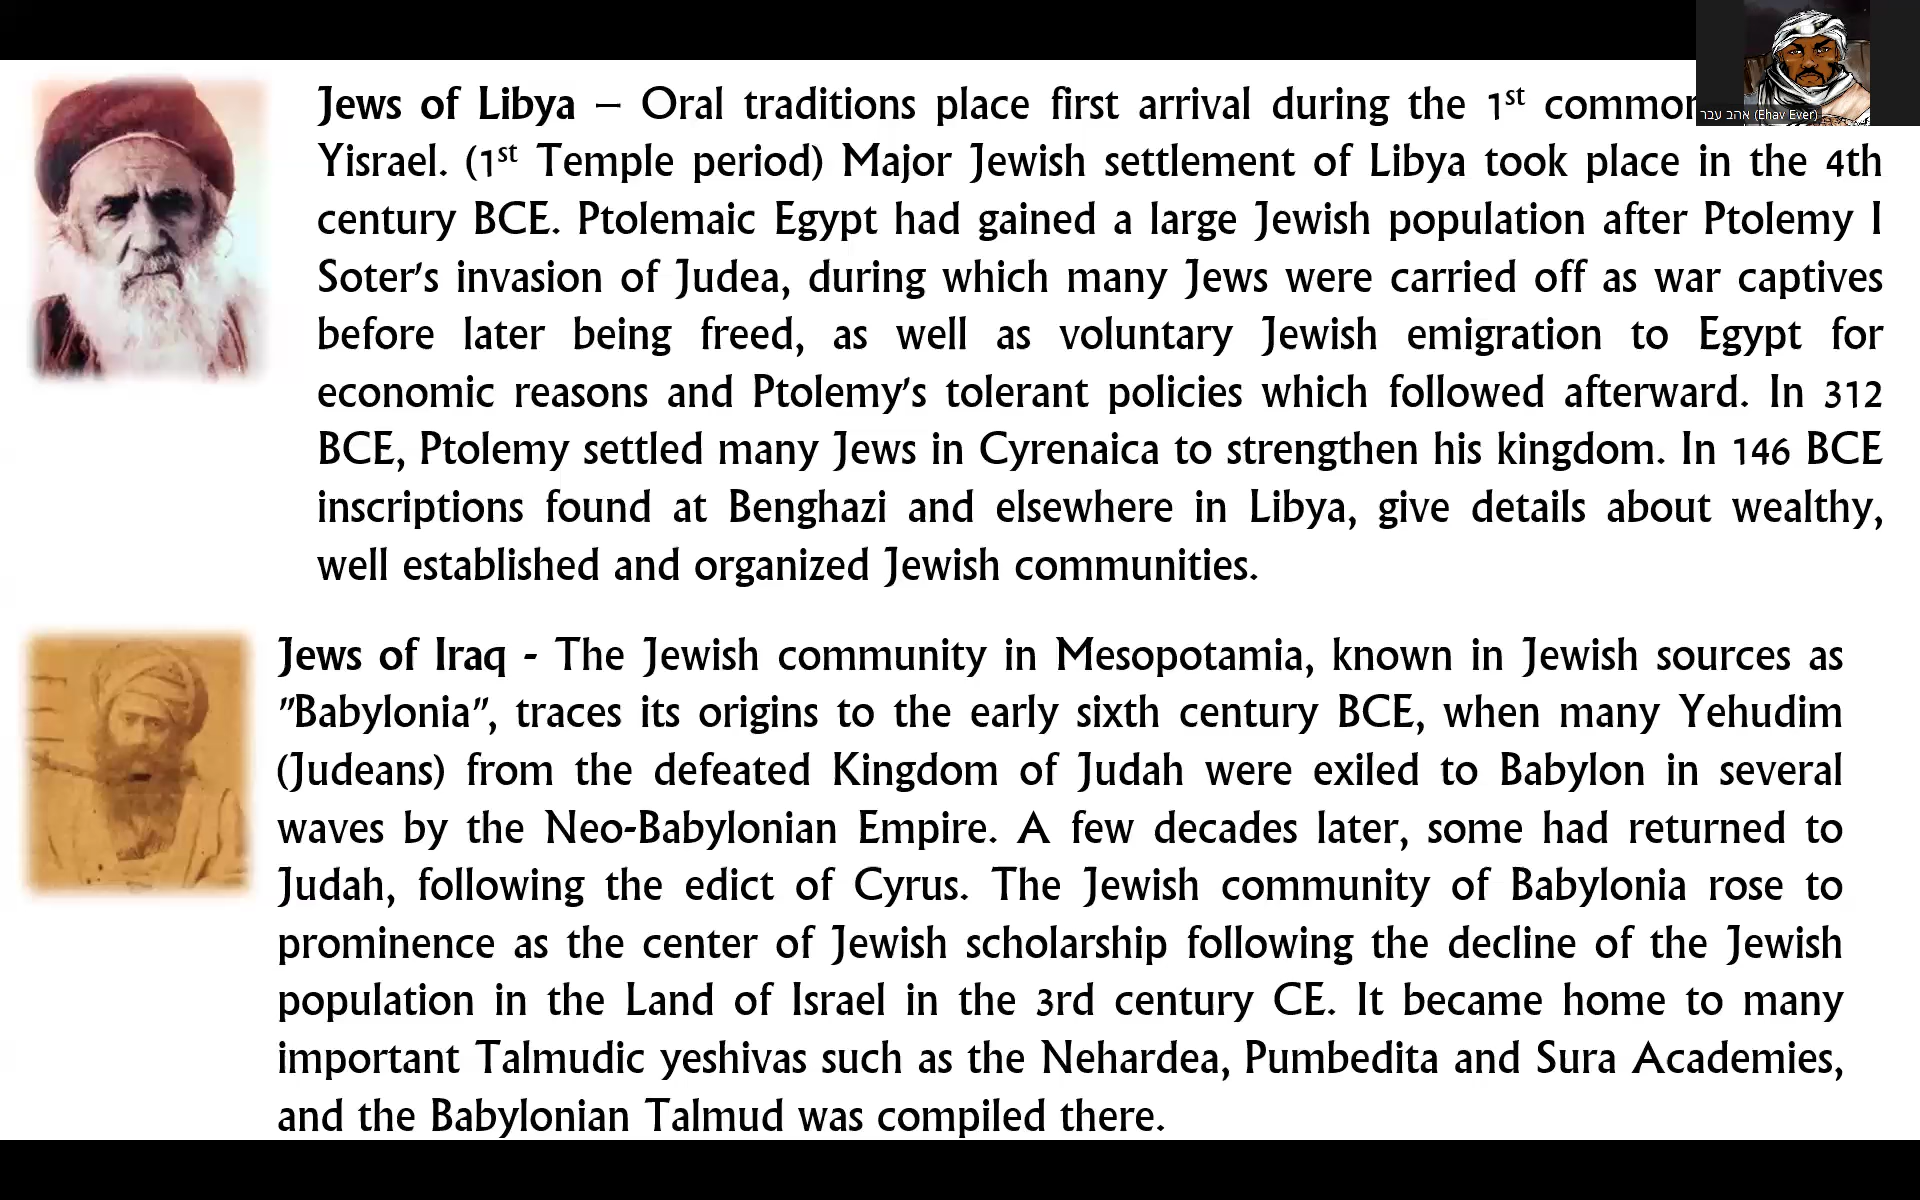 Jews of Libya – Oral traditions place first arrival during the 1st common
Yisrael. (1st Temple period) Major Jewish settlement of Libya took place in the 4th
century BCE. Ptolemaic Egypt had gained a large Jewish population after Ptolemy I
Soter's invasion of Judea, during which many Jews were carried off as war captives
before later being freed, as well as voluntary Jewish emigration to Egypt for
economic reasons and Ptolemy's tolerant policies which followed afterward. In 312
BCE, Ptolemy settled many Jews in Cyrenaica to strengthen his kingdom. In 146 BCE
inscriptions found at Benghazi and elsewhere in Libya, give details about wealthy,
well established and organized Jewish communities.
Jews of Iraq - The Jewish community in Mesopotamia, known in Jewish sources as
"Babylonia", traces its origins to the early sixth century BCE, when many Yehudim
(Judeans) from the defeated Kingdom of Judah were exiled to Babylon in several
waves by the Neo-Babylonian Empire. A few decades later, some had returned to
Judah, following the edict of Cyrus. The Jewish community of Babylonia rose to
prominence as the center of Jewish scholarship following the decline of the Jewish
population in the Land of Israel in the 3rd century CE. It became home to many
important Talmudic yeshivas such as the Nehardea, Pumbedita and Sura Academies,
and the Babylonian Talmud was compiled there.
אהב עבר (Ehav Ever)